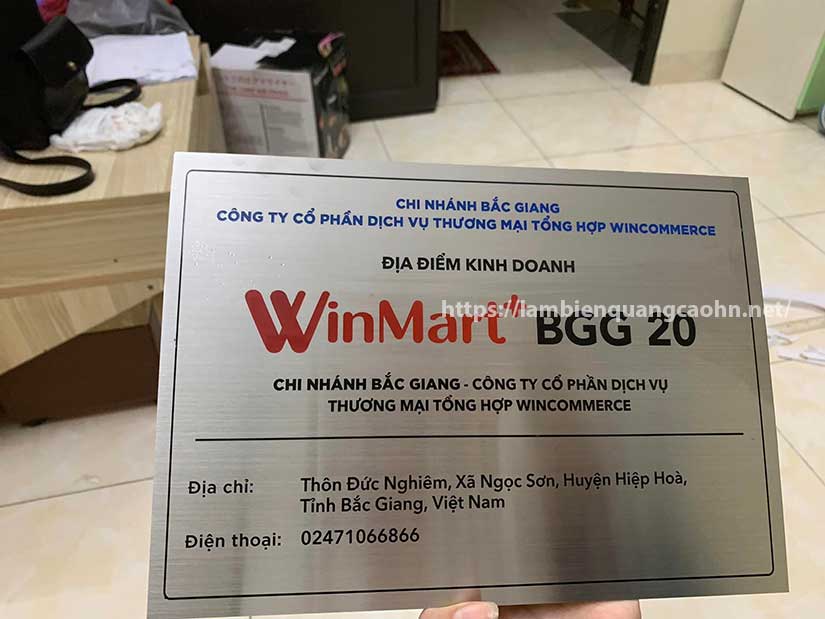 CHI NHÁNH BẮC GIANG
CÔNG TY CỔ PHẦN DỊCH VỤ THƯƠNG MẠI TỔNG HỢP WINCOMMERCE
ĐỊA ĐIỂM KINH DOANH
https://lambienquangcaohn.net/
WinMart+ BGG 20
CHI NHÁNH BẮC GIANG - CÔNG TY CỔ PHẦN DỊCH VỤ
THƯƠNG MẠI TỔNG HỢP WINCOMMERCE
Địa chỉ: Thôn Đức Nghiêm, Xã Ngọc Sơn, Huyện Hiệp Hoà,
Tỉnh Bắc Giang, Việt Nam
Điện thoại: 02471066866